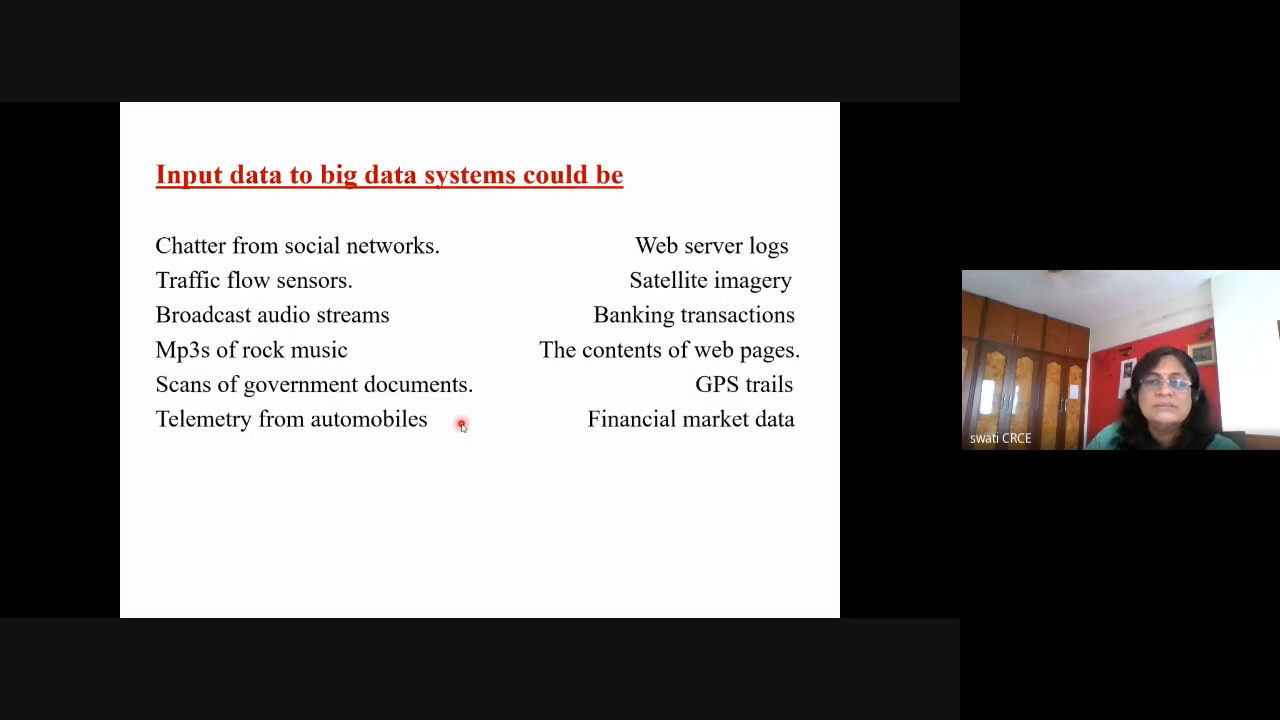 Input data to big data systems could be
Chatter from social networks. Web server logs
Traffic flow sensors. Satellite imagery
Broadcast audio streams Banking transactions
Mp3s of rock music The contents of web pages.
Scans of government documents. GPS trails
Telemetry from automobiles Financial market data
swati CRCE